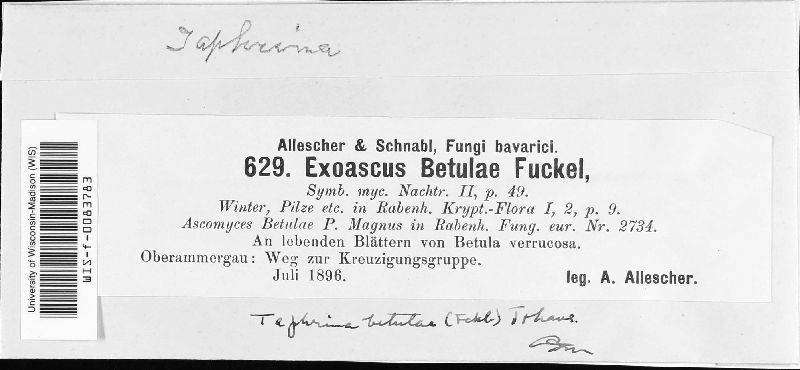 Taphrina
Allescher & Schnabl, Fungi bavarici.
629. Exoascus Betulae Fuckel,
Symb. myc. Nachtr. II, p. 49.
Winter, Pilze etc. in Rabenh. Krypt.-Flora I, 2, p. 9.
Ascomyces Betulae P. Magnus in Rabenh. Fung. eur. Nr. 2734.
An lebenden Blättern von Betula verrucosa.
Oberammergau: Weg zur Kreuzigungsgruppe.
Juli 1896.
leg. A. Allescher.
University of Wisconsin-Madison (WIS)
WIS-f-0083783
Taphrina betulae (Fckl.) Johans.